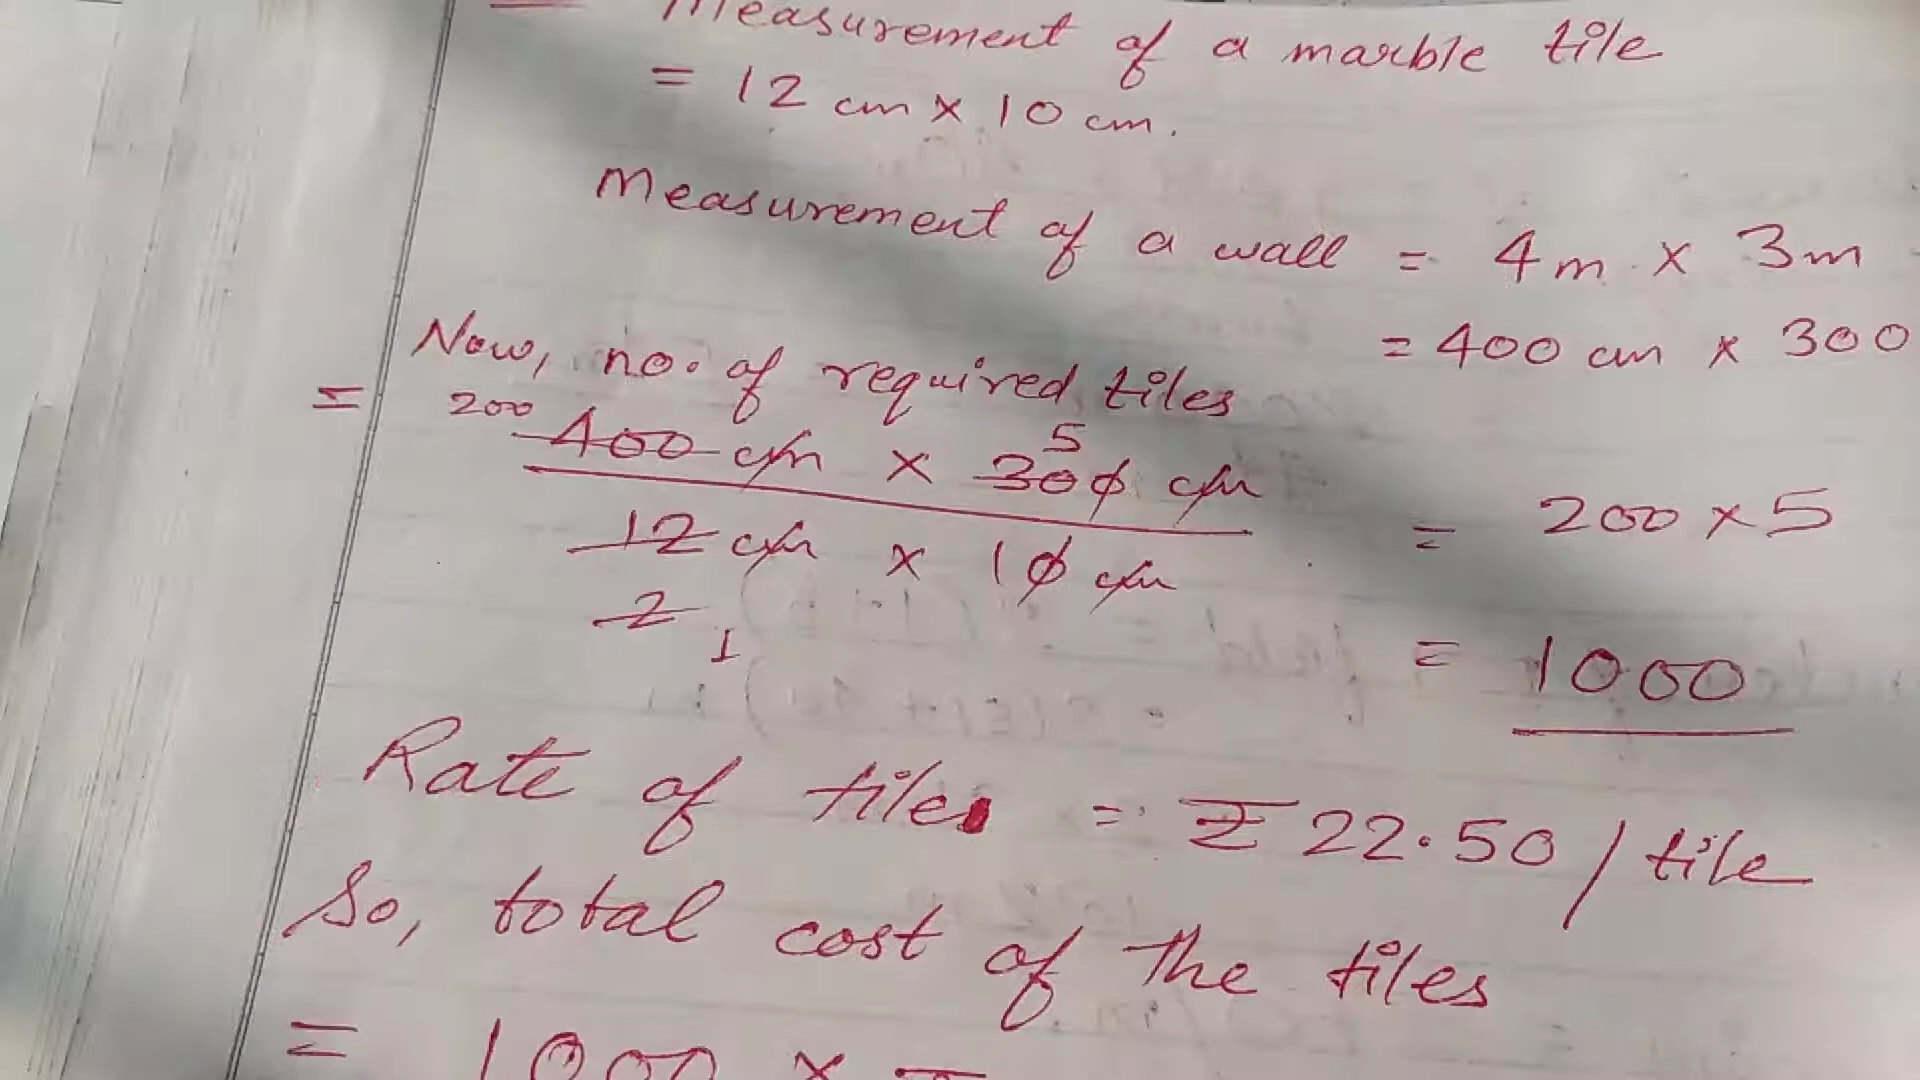 Measurement of a marble tile
= 12 cm x 10 cm.
Measurement of a wall = 4m x 3m
= 400 cm x 300
Now, no. of required tiles
= 200 400 cm x 300 cm 5
12 cm x 10 cm
2 1
= 200 x 5
= 1000
Rate of tiles = ₹ 22.50 / tile
So, total cost of the tiles
= 1000 x